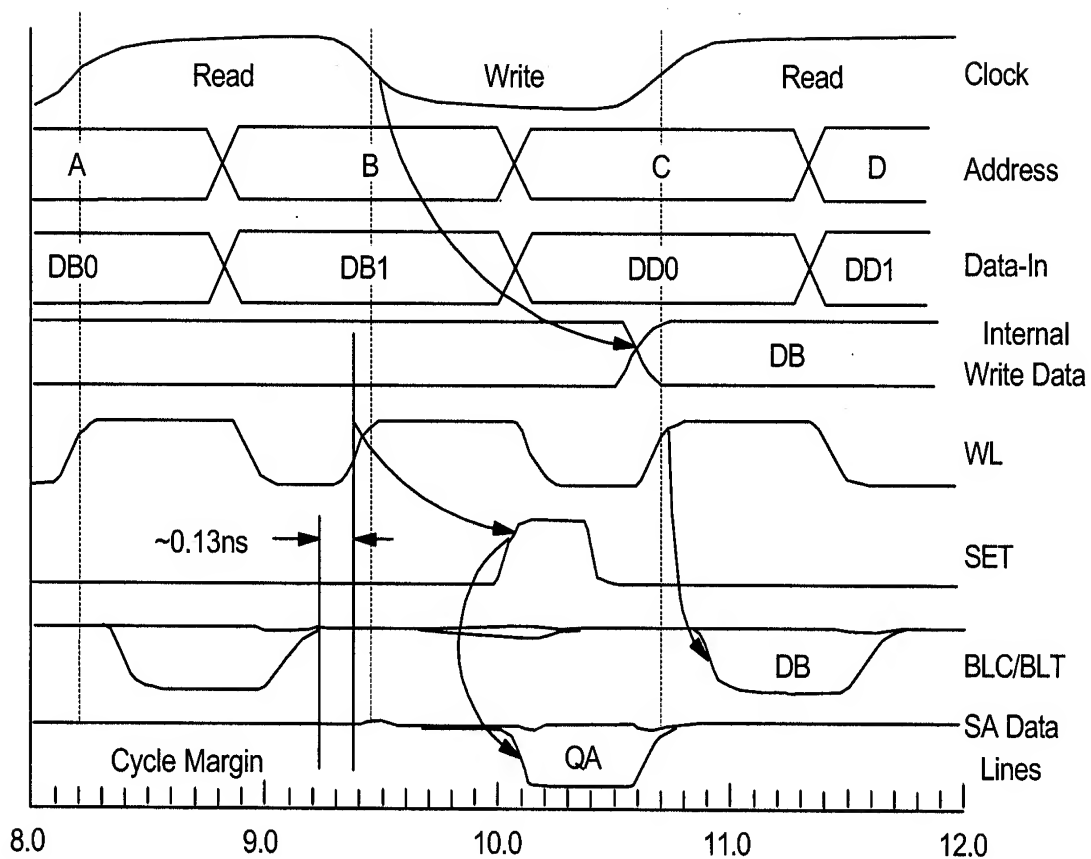 Read Write Read Clock
A B C D Address
DB0 DB1 DD0 DD1 Data-In
Internal
DB
Write Data
WL
~0.13ns SET
DB BLC/BLT
SA Data
Cycle Margin QA Lines
8.0 9.0 10.0 11.0 12.0